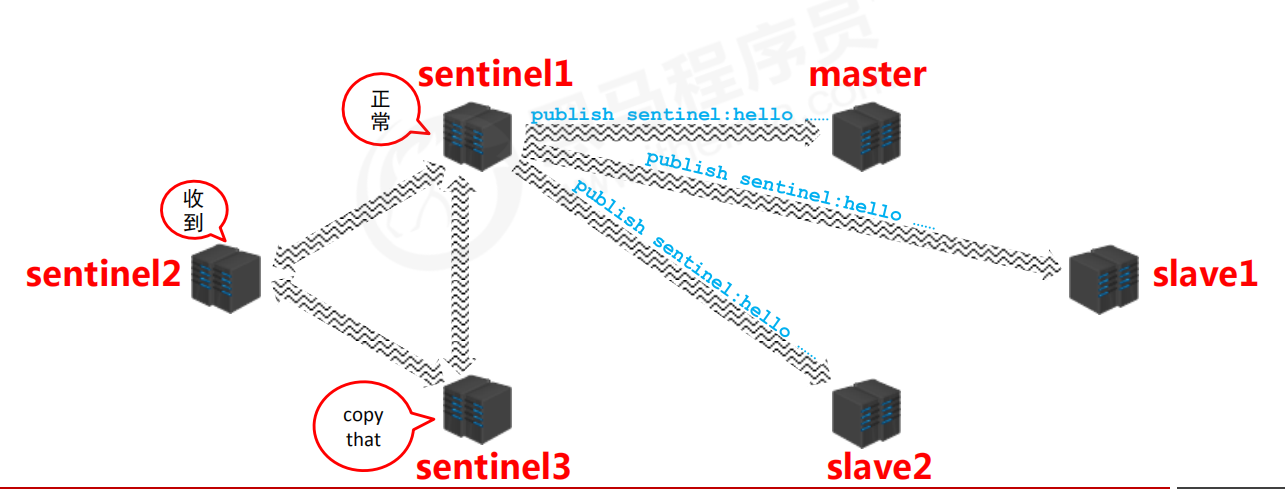 sentinel1
master
正
常
publish sentinel:hello ……
publish sentinel:hello ……
publish sentinel:hello ……
收
到
sentinel2
slave1
copy
that
sentinel3
slave2